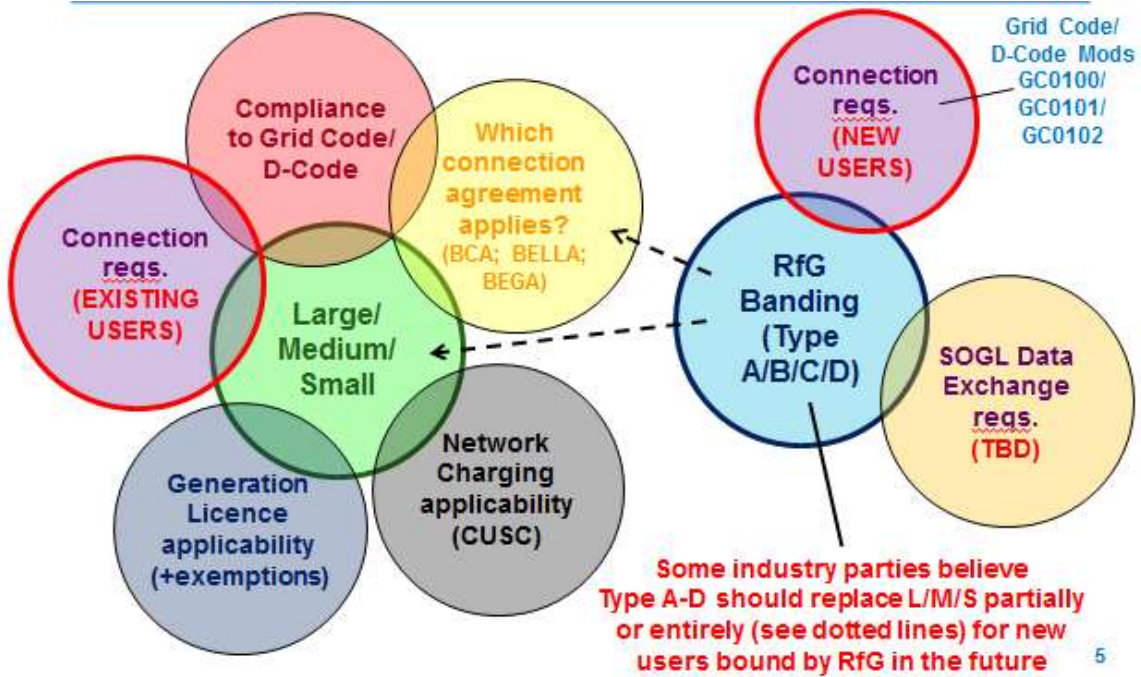 Compliance
to Grid Code/
D-Code
Which
connection
agreement
applies?
(BCA; BELLA;
BEGA)
Connection
reqs.
(EXISTING
USERS)
Large/
Medium/
Small
Generation
Licence
applicability
(+exemptions)
Network
Charging
applicability
(CUSC)
Connection
reqs.
(NEW
USERS)
Grid Code/
D-Code Mods
GC0100/
GC0101/
GC0102
RfG
Banding
(Type
A/B/C/D)
SOGL Data
Exchange
reqs.
(TBD)
Some industry parties believe
Type A-D should replace L/M/S partially
or entirely (see dotted lines) for new
users bound by RfG in the future
5